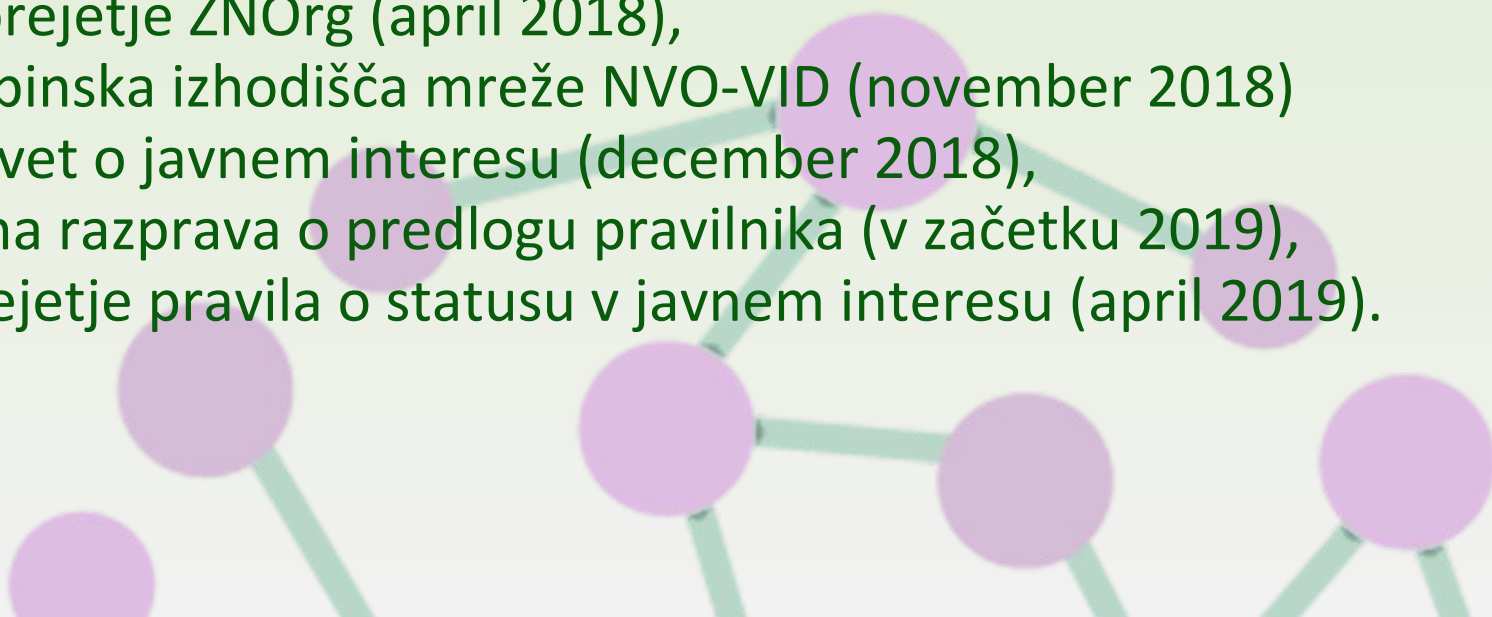 rejetje ZNOrg (april 2018),
pinska izhodišča mreže NVO-VID (november 2018)
vet o javnem interesu (december 2018),
na razprava o predlogu pravilnika (v začetku 2019),
ejetje pravila o statusu v javnem interesu (april 2019).